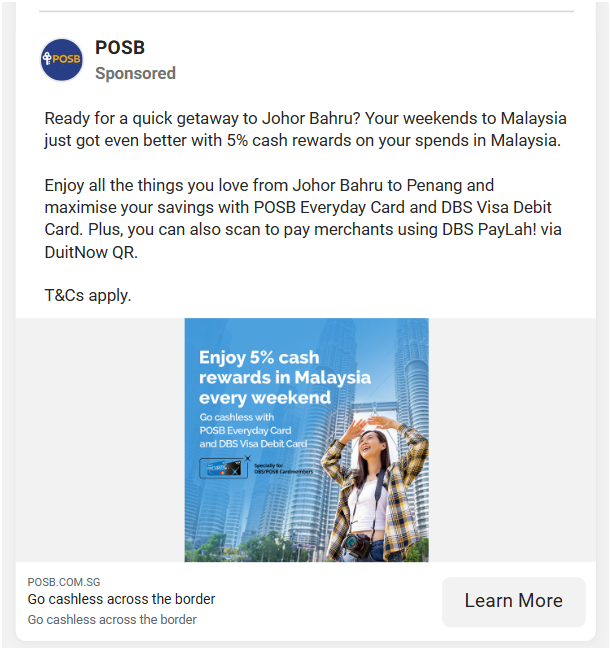 POSB
POSB
Sponsored
Ready for a quick getaway to Johor Bahru? Your weekends to Malaysia
just got even better with 5% cash rewards on your spends in Malaysia.
Enjoy all the things you love from Johor Bahru to Penang and
maximise your savings with POSB Everyday Card and DBS Visa Debit
Card. Plus, you can also scan to pay merchants using DBS PayLah! via
DuitNow QR.
T&Cs apply.
Enjoy 5% cash
rewards in Malaysia
every weekend
Go cashless with
POSB Everyday Card
and DBS Visa Debit Card
Specially for
DBS/POSB Cardmembers
POSB.COM.SG
Go cashless across the border
Go cashless across the border
Learn More